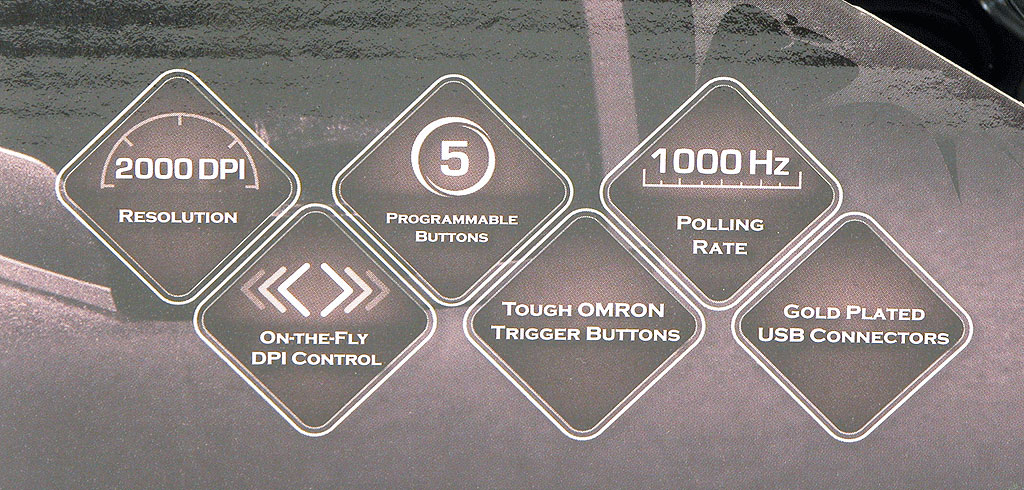 2000 DPI
RESOLUTION
5
PROGRAMMABLE
BUTTONS
1000 Hz
POLLING
RATE
ON-THE-FLY
DPI CONTROL
TOUGH OMRON
TRIGGER BUTTONS
GOLD PLATED
USB CONNECTORS